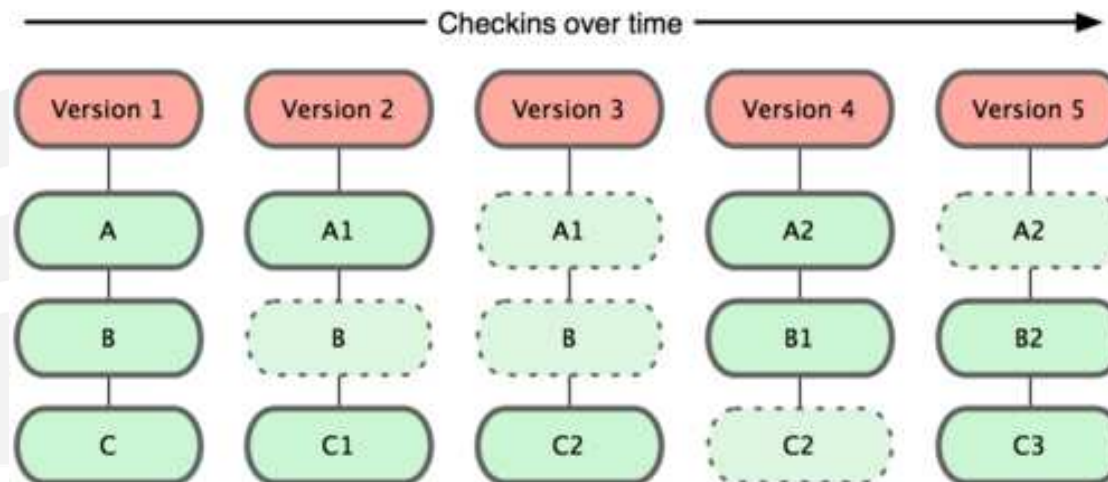 Checkins over time
Version 1 Version 2 Version 3 Version 4 Version 5
A A1 A1 A2 A2
B B B B1 B2
C C1 C2 C2 C3